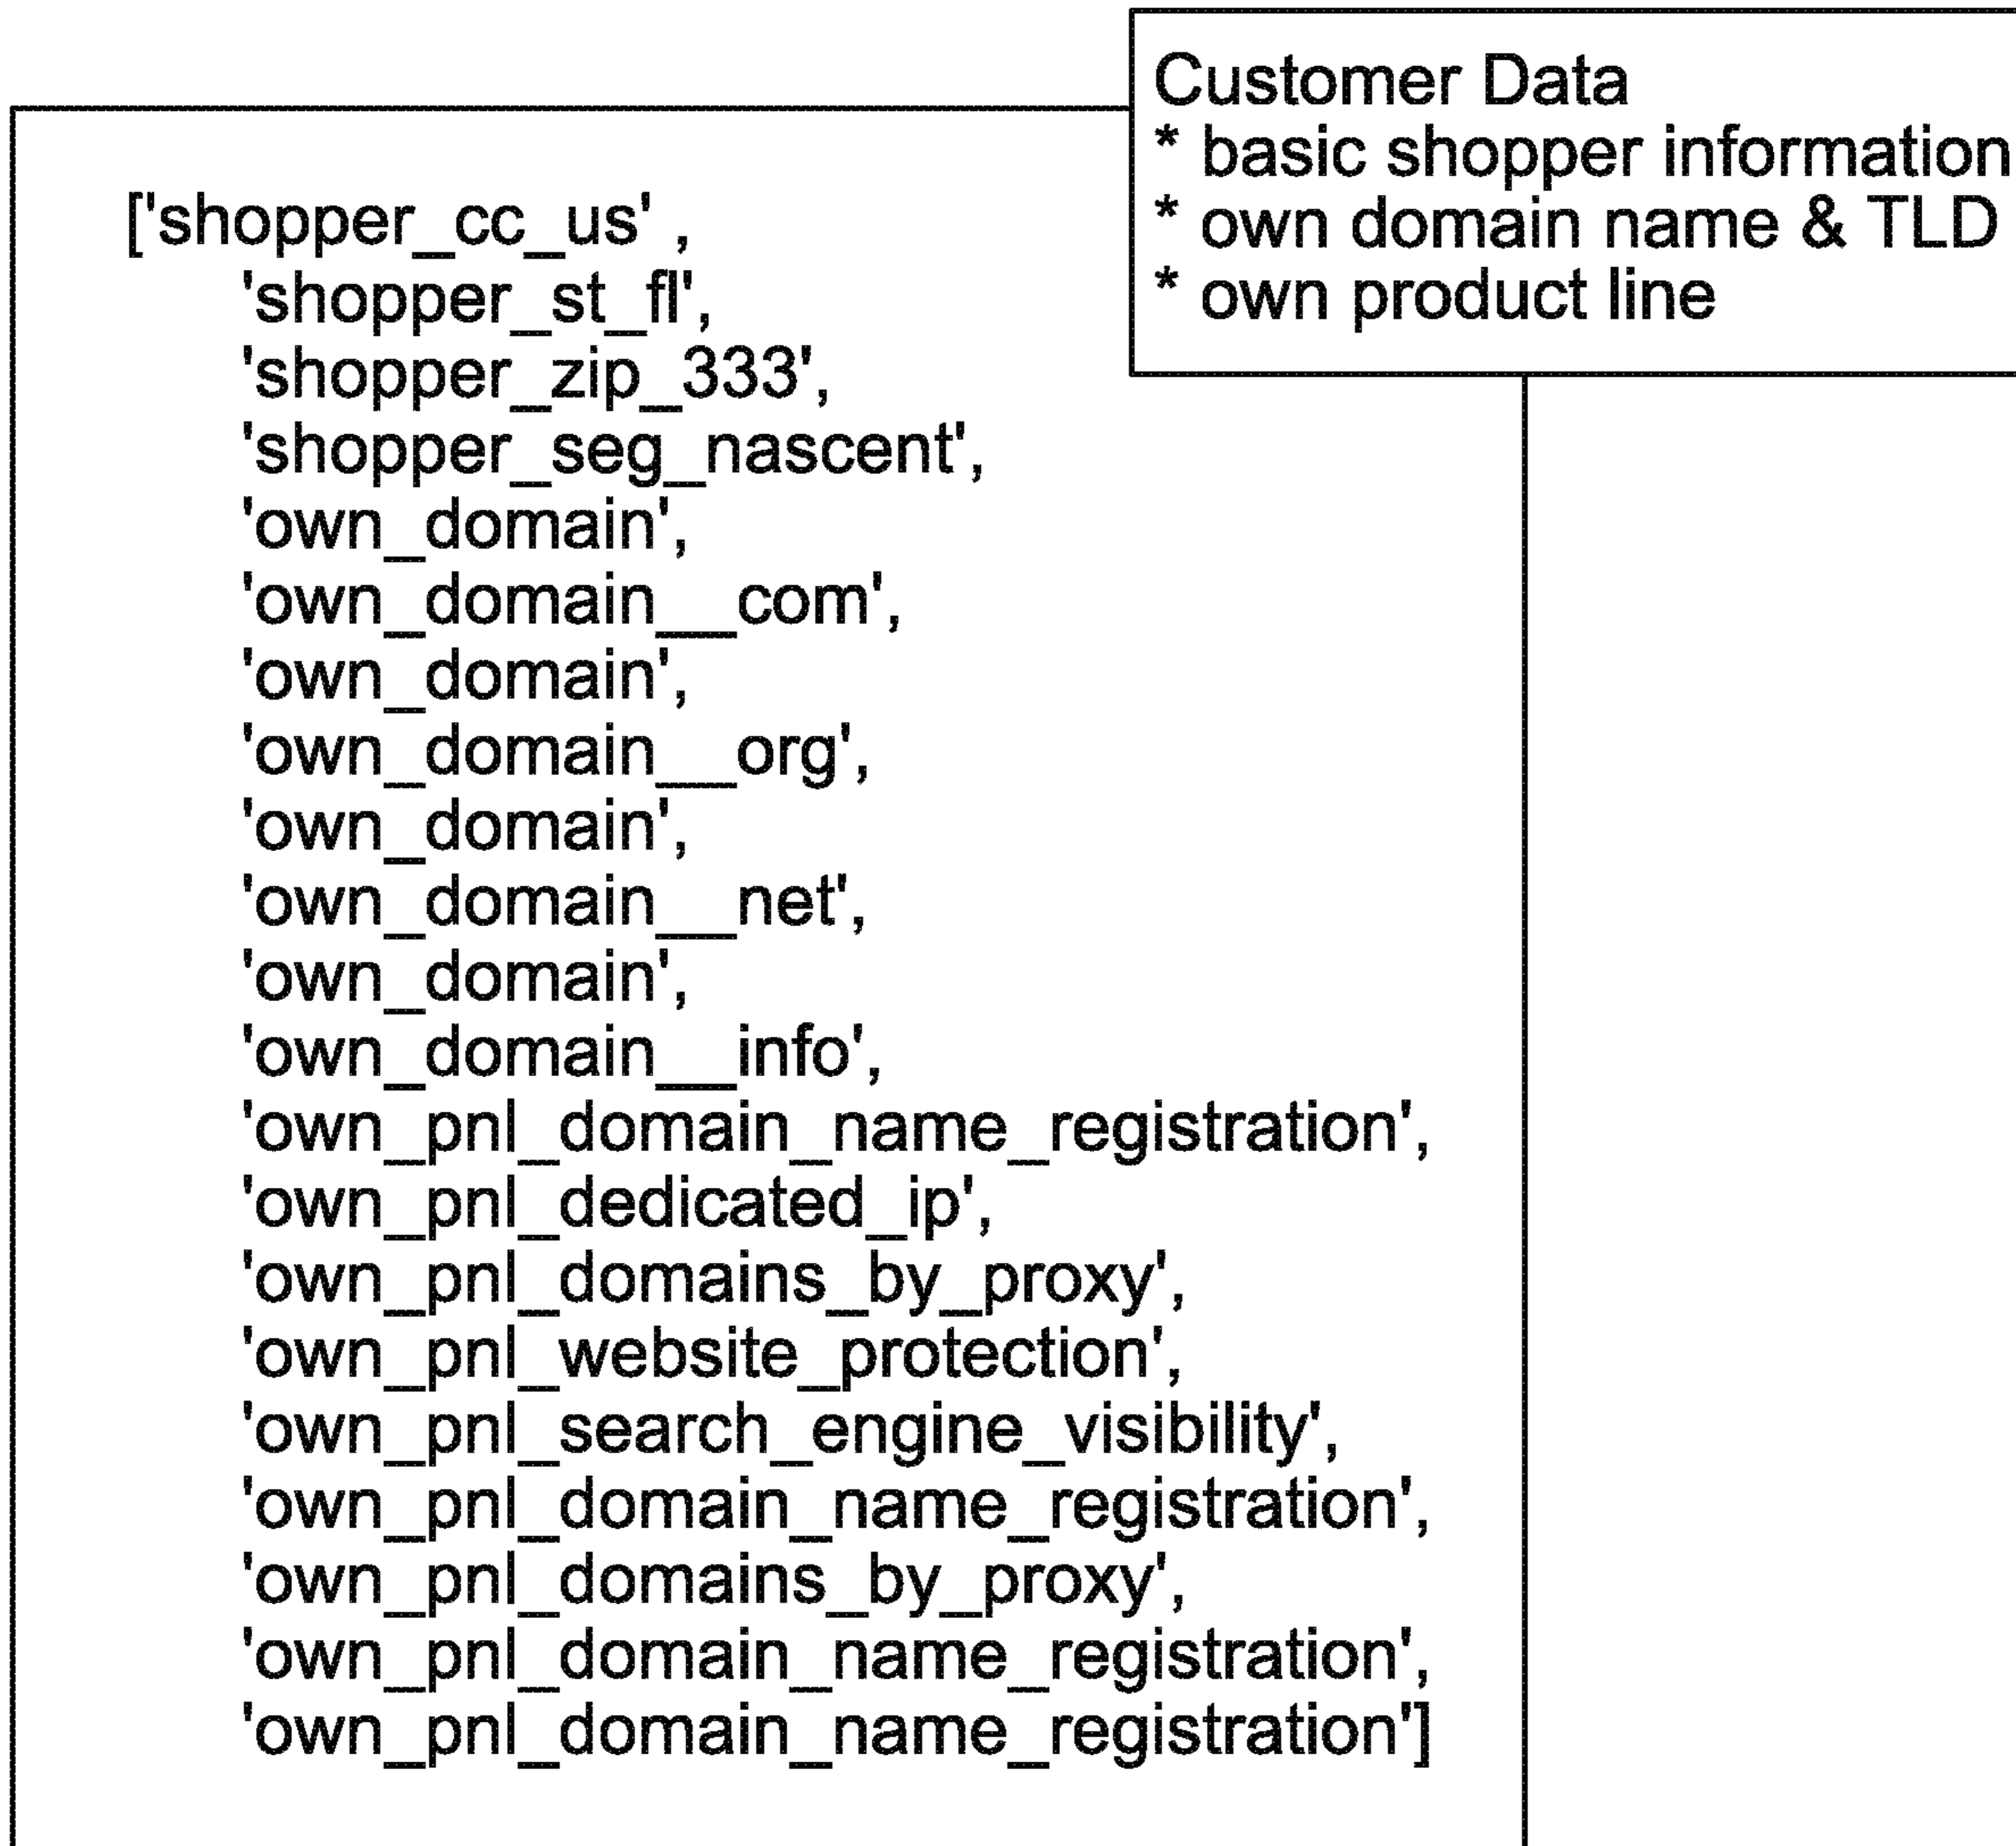 Customer Data
* basic shopper information
* own domain name & TLD
* own product line
['shopper_cc_us',
'shopper_st_fl',
'shopper_zip_333',
'shopper_seg_nascent',
'own_domain',
'own_domain__com',
'own_domain',
'own_domain__org',
'own_domain',
'own_domain__net',
'own_domain',
'own_domain__info',
'own_pnl_domain_name_registration',
'own_pnl_dedicated_ip',
'own_pnl_domains_by_proxy',
'own_pnl_website_protection',
'own_pnl_search_engine_visibility',
'own_pnl_domain_name_registration',
'own_pnl_domains_by_proxy',
'own_pnl_domain_name_registration',
'own_pnl_domain_name_registration']